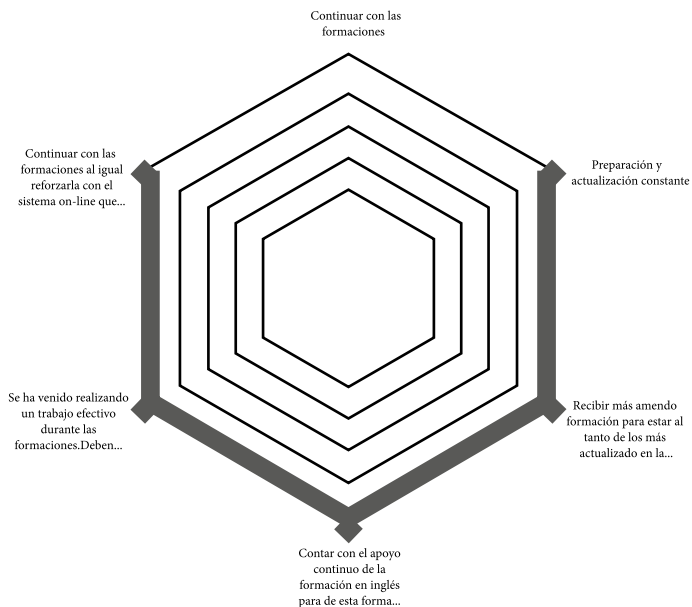 Continuar con las
formaciones
Preparación y
actualización constante
Recibir más amendo
formación para estar al
tanto de los más
actualizado en la...
Contar con el apoyo
continuo de la
formación en inglés
para de esta forma...
Se ha venido realizando
un trabajo efectivo
durante las
formaciones.Deben...
Continuar con las
formaciones al igual
reforzarla con el
sistema on-line que...